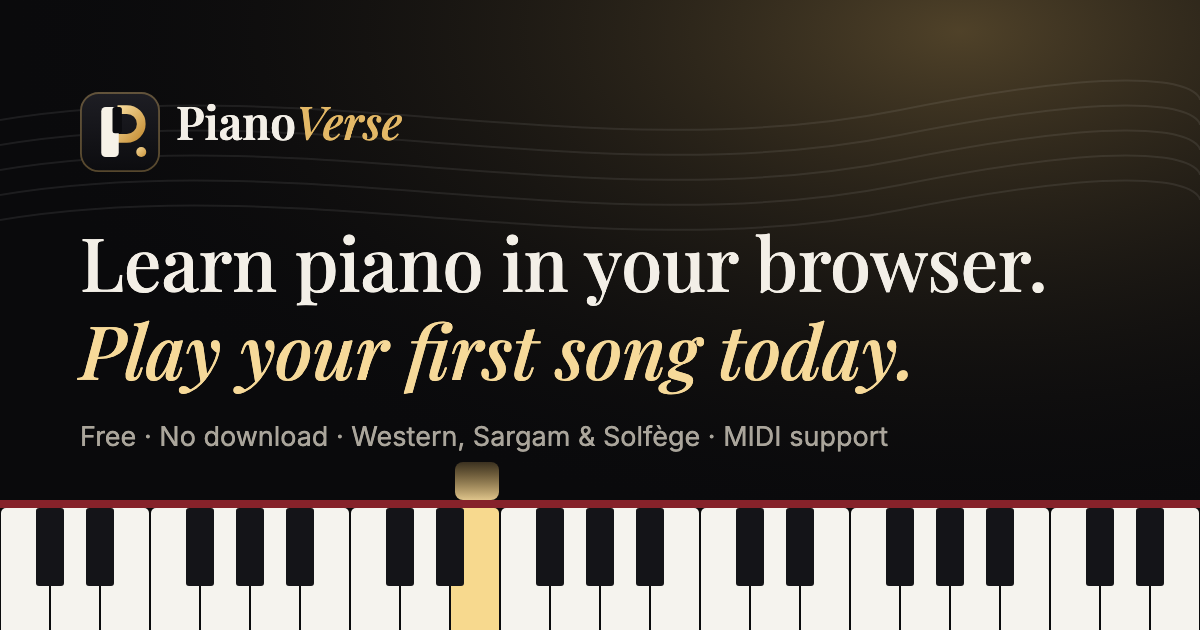 PianoVerse
Learn piano in your browser.
Play your first song today.
Free · No download · Western, Sargam & Solfège · MIDI support